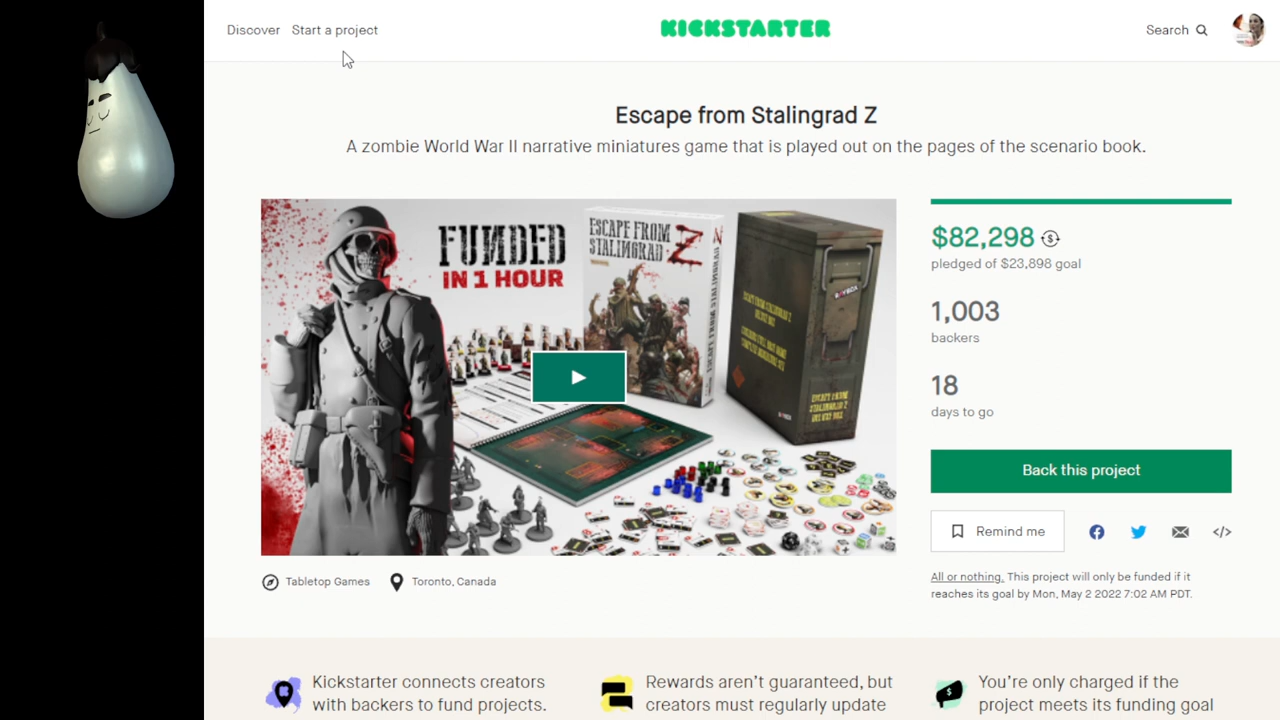 Discover Start a project
KICKSTARTER
Search
Escape from Stalingrad Z
A zombie World War II narrative miniatures game that is played out on the pages of the scenario book.
FUNDED
IN 1 HOUR
ESCAPE FROM
STALINGRAD Z
ESCAPE FROM STALINGRAD Z
$82,298
pledged of $23,898 goal
1,003
backers
18
days to go
Back this project
Remind me
All or nothing. This project will only be funded if it
reaches its goal by Mon, May 2 2022 7:02 AM PDT.
Tabletop Games Toronto, Canada
Kickstarter connects creators
with backers to fund projects.
Rewards aren't guaranteed, but
creators must regularly update
You're only charged if the
project meets its funding goal